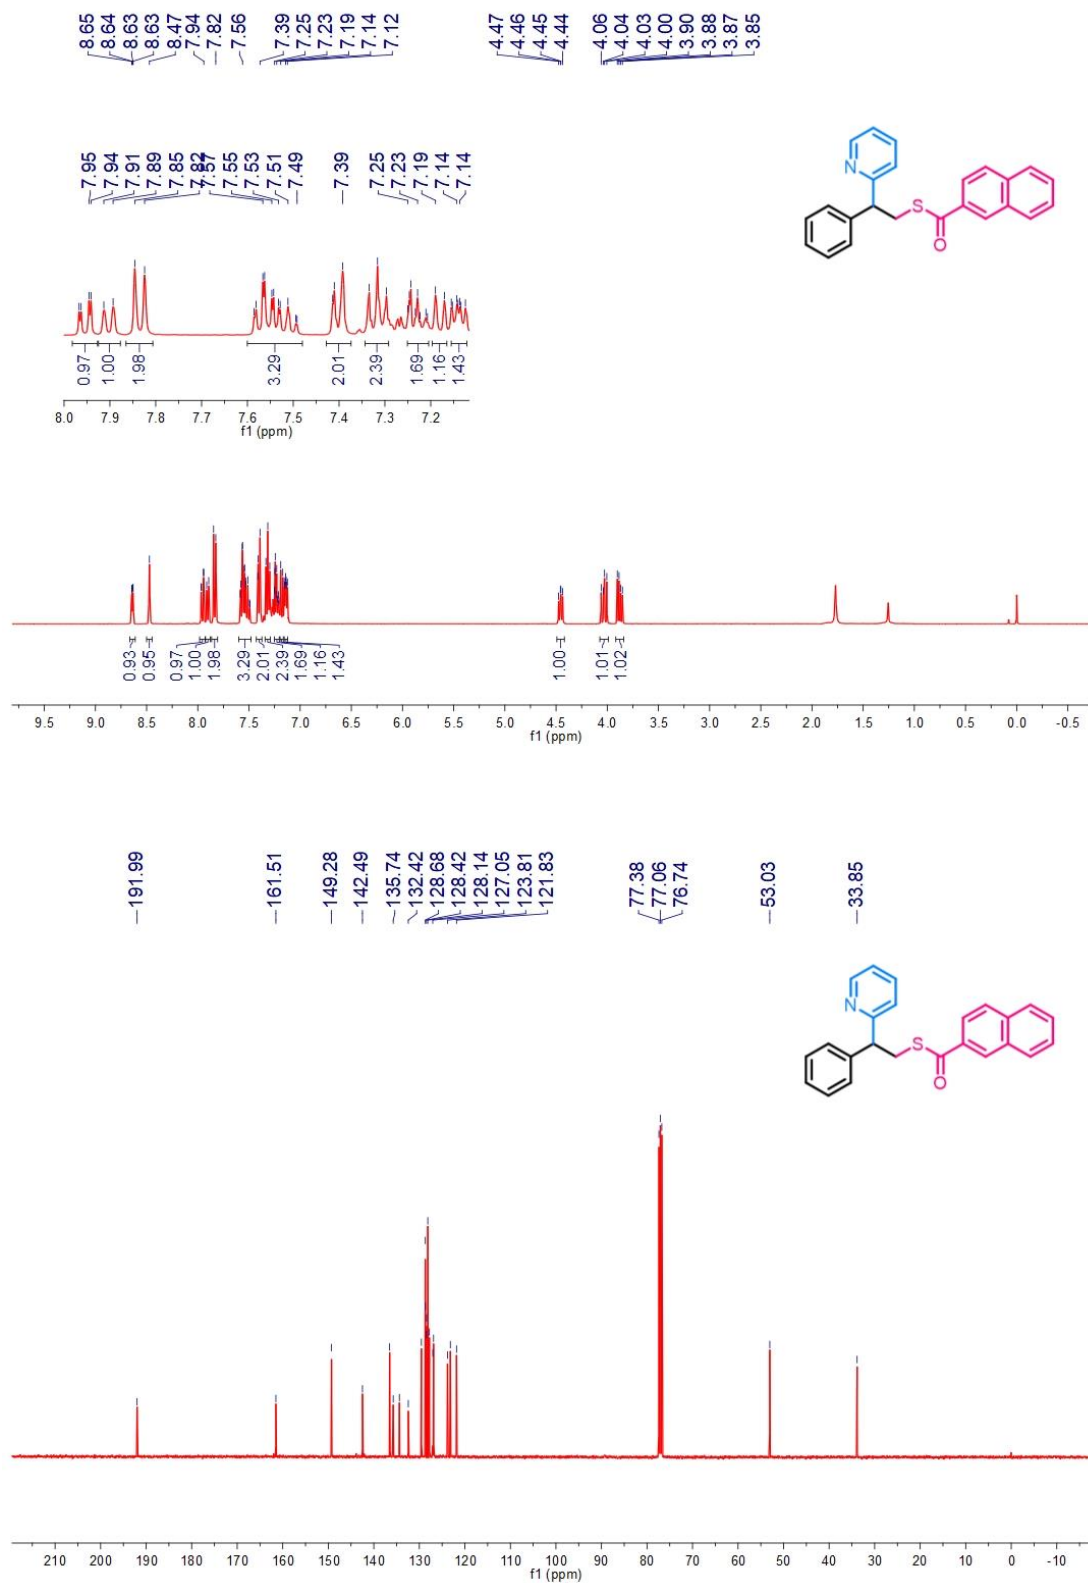 8.65 8.64 8.63 8.63 8.47 7.94 7.82 7.56 7.39 7.25 7.23 7.19 7.14 7.12 4.47 4.46 4.45 4.44 4.06 4.04 4.03 4.00 3.90 3.88 3.87 3.85
7.95 7.94 7.91 7.89 7.85 7.82 7.57 7.55 7.53 7.51 7.49 7.39 7.25 7.23 7.19 7.14 7.14
N
S
O
0.97 1.00 1.98 3.29 2.01 2.39 1.69 1.16 1.43
8.0 7.9 7.8 7.7 7.6 7.5 7.4 7.3 7.2
f1 (ppm)
0.93 0.95 0.97 1.00 1.98 3.29 2.01 2.39 1.69 1.16 1.43 1.00 1.01 1.02
9.5 9.0 8.5 8.0 7.5 7.0 6.5 6.0 5.5 5.0 4.5 4.0 3.5 3.0 2.5 2.0 1.5 1.0 0.5 0.0 -0.5
f1 (ppm)
191.99 161.51 149.28 142.49 135.74 132.42 128.68 128.42 128.14 127.05 123.81 121.83 77.38 77.06 76.74 53.03 33.85
N
S
O
210 200 190 180 170 160 150 140 130 120 110 100 90 80 70 60 50 40 30 20 10 0 -10
f1 (ppm)